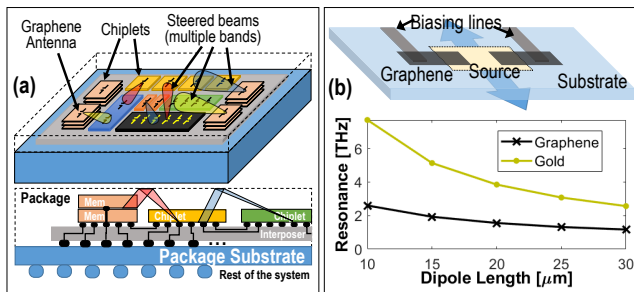 Graphene
Antenna
Chiplets
Steered beams
(multiple bands)
(a)
Package
Mem
Mem
Chiplet
Chiplet
Interposer
...
Package Substrate
Rest of the system
Biasing lines
Graphene
Source
Substrate
(b)
Resonance [THz]
6
4
2
0
Graphene
Gold
10
15
20
25
30
Dipole Length [μm]